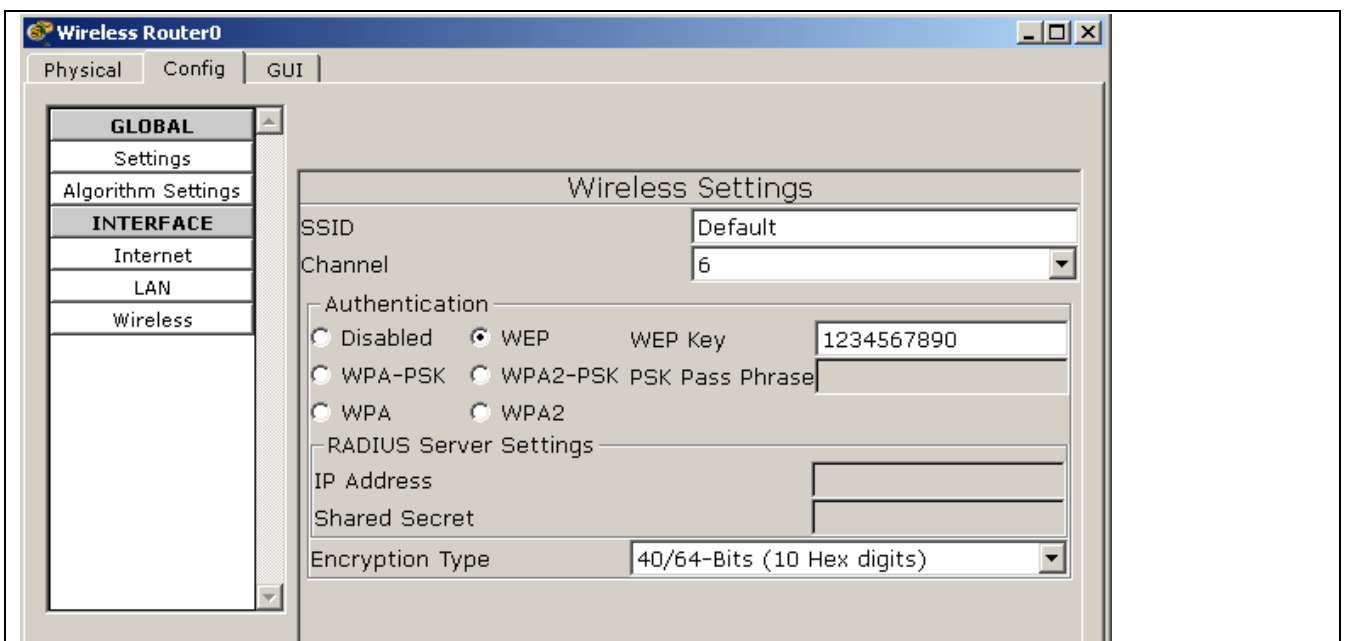 Wireless Router0
Physical Config GUI
GLOBAL
Settings
Algorithm Settings
INTERFACE
Internet
LAN
Wireless
Wireless Settings
SSID Default
Channel 6
Authentication
Disabled WEP WEP Key 1234567890
WPA-PSK WPA2-PSK PSK Pass Phrase
WPA WPA2
RADIUS Server Settings
IP Address
Shared Secret
Encryption Type 40/64-Bits (10 Hex digits)